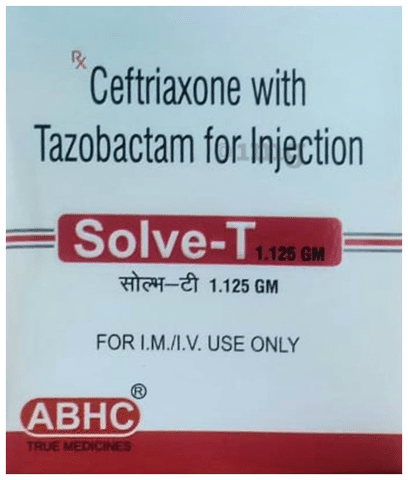 Rx
Ceftriaxone with
Tazobactam for Injection
Solve-T 1.125 GM
सोल्भ-टी 1.125 GM
FOR I.M./I.V. USE ONLY
ABHC®
TRUE MEDICINES